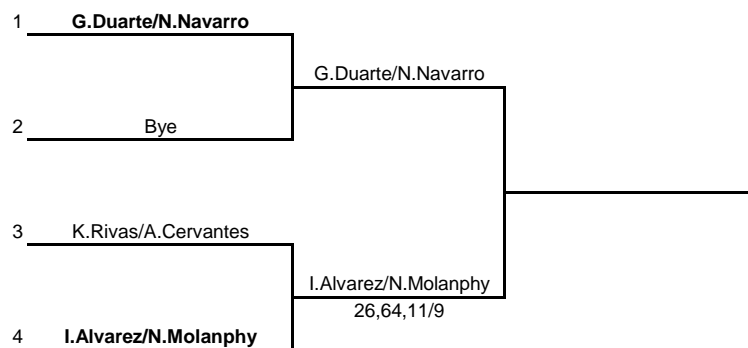 1 G.Duarte/N.Navarro
G.Duarte/N.Navarro
2 Bye
3 K.Rivas/A.Cervantes
I.Alvarez/N.Molanphy
26,64,11/9
4 I.Alvarez/N.Molanphy